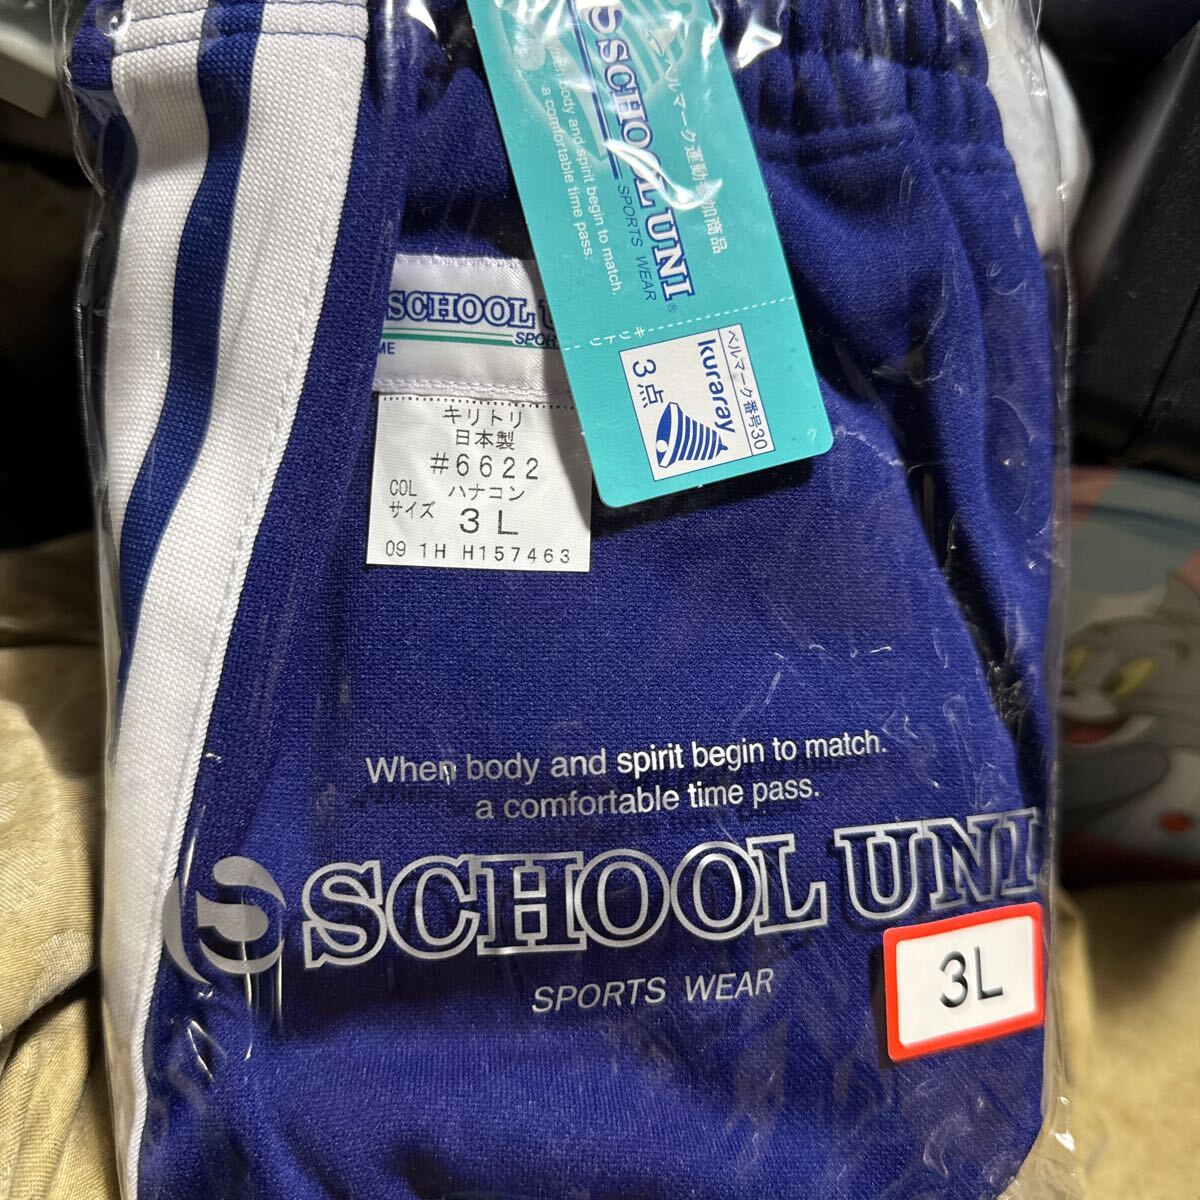 SCHOOL UNI®
SPORTS WEAR
body and spirit begin to match.
a comfortable time pass.
ベルマーク運動参加商品
キリトリ
ベルマーク番号30
kuraray
3点
SCHOOL U
SPO
ME
キリトリ
日本製
#6622
COL ハナコン
サイズ 3L
09 1H H157463
When body and spirit begin to match.
a comfortable time pass.
SCHOOL UNI
SPORTS WEAR
3L